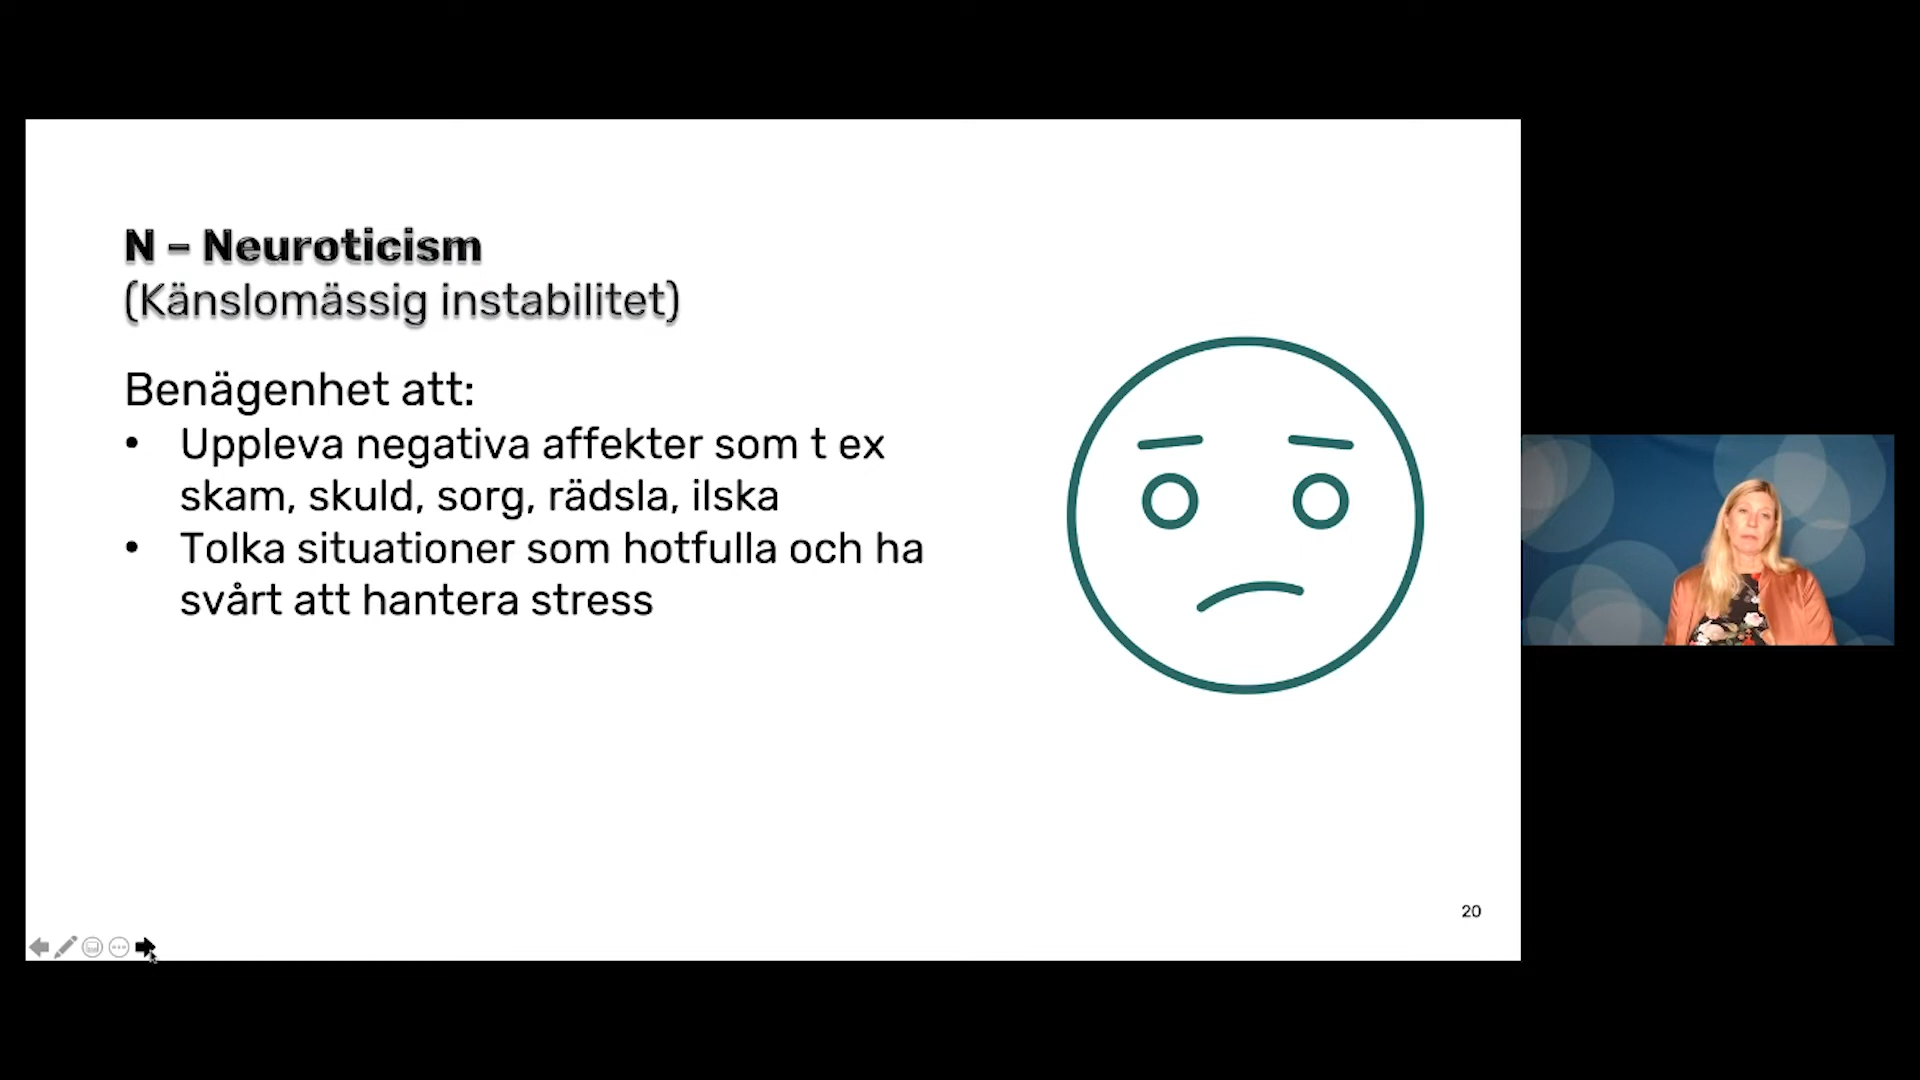 N – Neuroticism
(Känslomässig instabilitet)
Benägenhet att:
• Uppleva negativa affekter som t ex
skam, skuld, sorg, rädsla, ilska
• Tolka situationer som hotfulla och ha
svårt att hantera stress
20